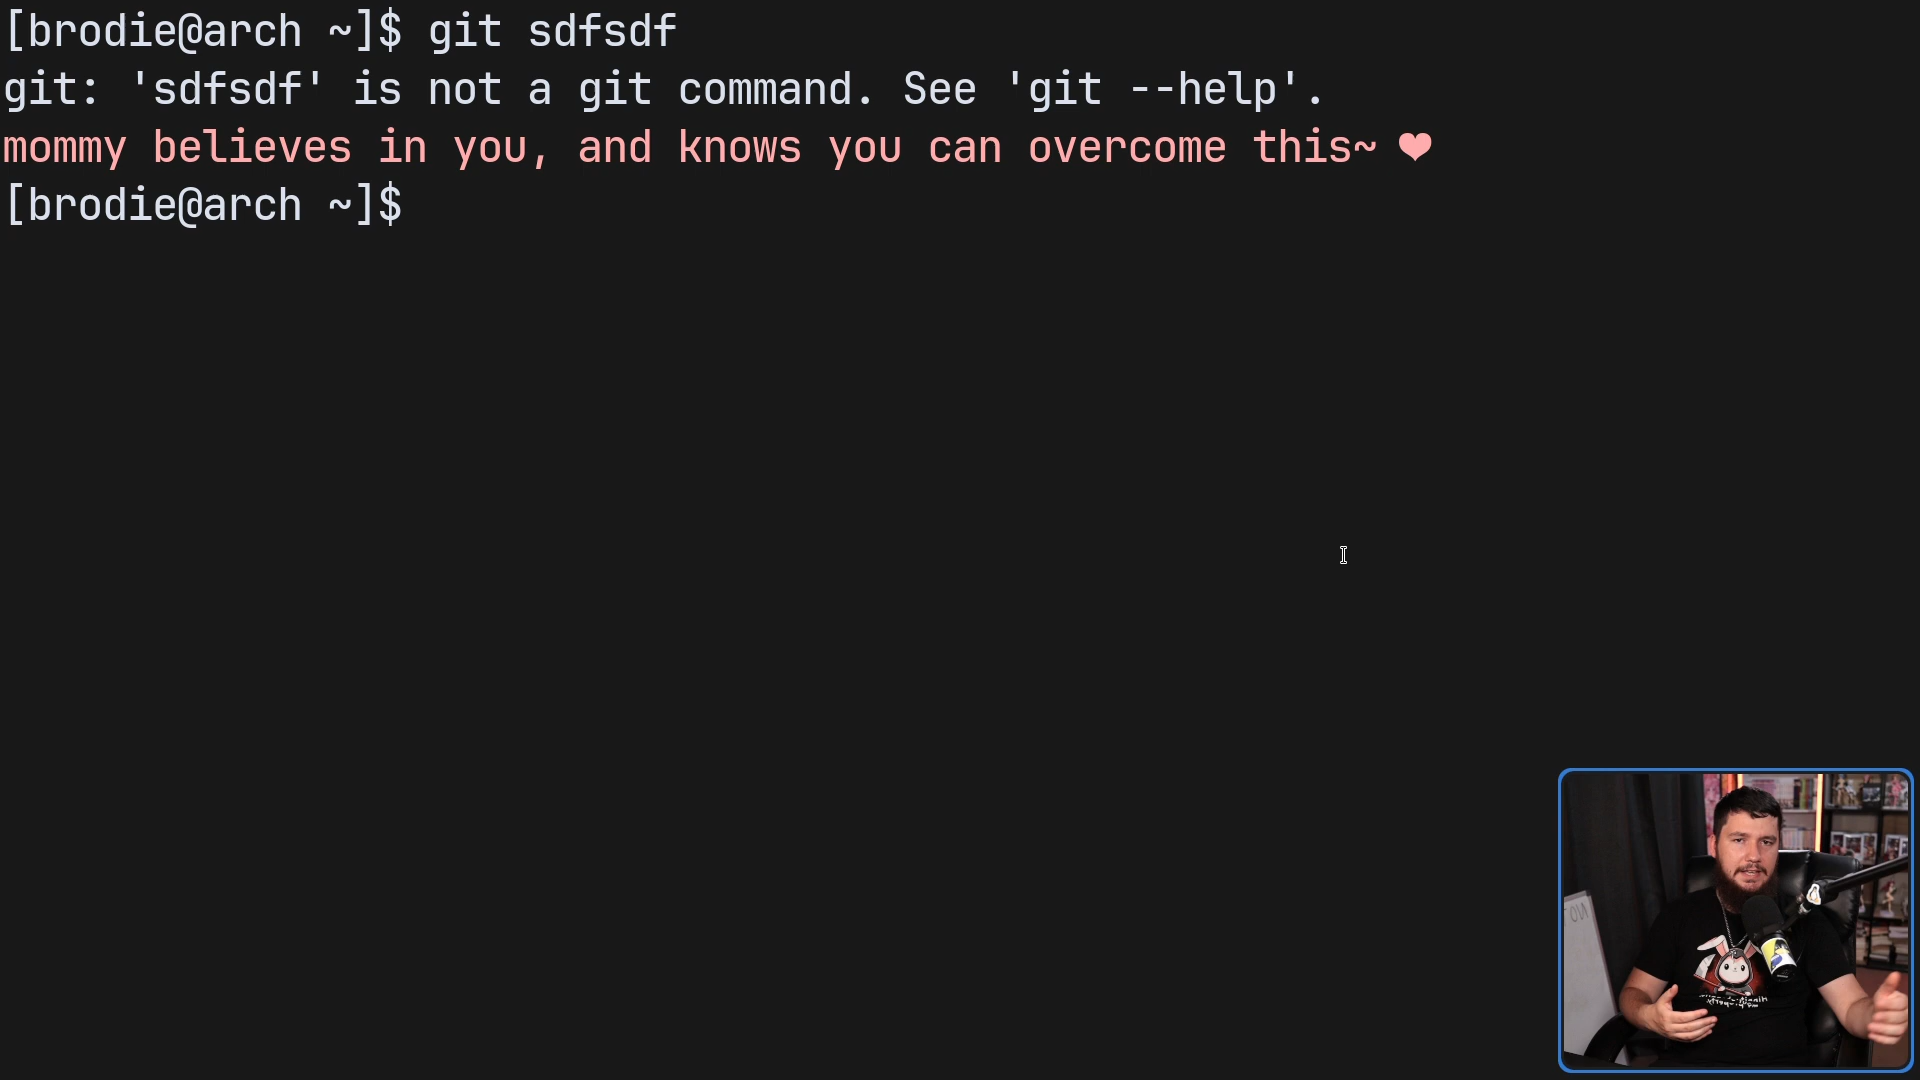 [brodie@arch ~]$ git sdfsdf
git: 'sdfsdf' is not a git command. See 'git --help'.
mommy believes in you, and knows you can overcome this~ ♥
[brodie@arch ~]$